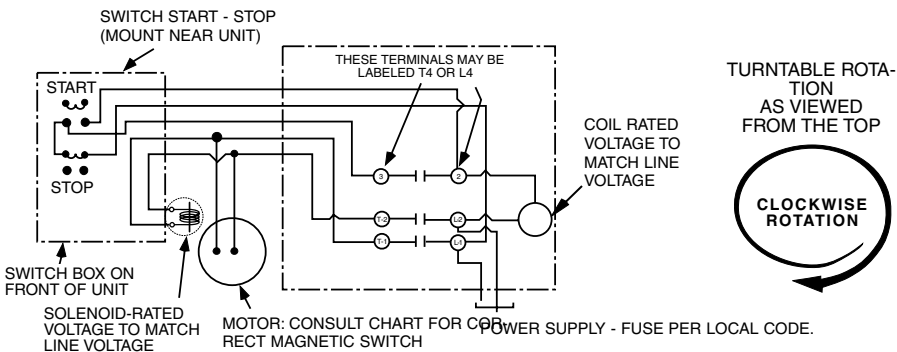 SWITCH START - STOP
(MOUNT NEAR UNIT)
START
STOP
SWITCH BOX ON
FRONT OF UNIT
SOLENOID-RATED
VOLTAGE TO MATCH
LINE VOLTAGE
MOTOR: CONSULT CHART FOR COR-
RECT MAGNETIC SWITCH
THESE TERMINALS MAY BE
LABELED T4 OR L4
3
2
T-2
L-2
T-1
L-1
COIL RATED
VOLTAGE TO
MATCH LINE
VOLTAGE
POWER SUPPLY - FUSE PER LOCAL CODE.
TURNTABLE ROTA-
TION
AS VIEWED
FROM THE TOP
CLOCKWISE
ROTATION